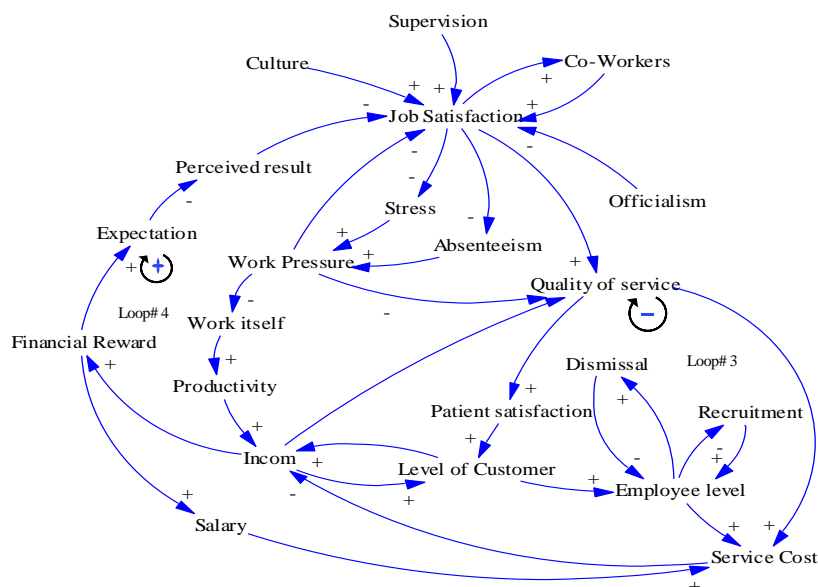 Supervision
Culture
Co-Workers
+
+
+
+
-
Job Satisfaction
-
-
Perceived result
-
-
Officialism
-
Stress
-
Expectation
+
Absenteeism
+
+
+
Work Pressure
+
Quality of service
-
-
-
Loop# 4
Work itself
Financial Reward
+
+
Dismissal
Loop# 3
Productivity
+
+
Patient satisfaction
Recruitment
+
+
-
Incom
+
Level of Customer
-
+
+
+
Employee level
-
+
Salary
+
+
Service Cost
+